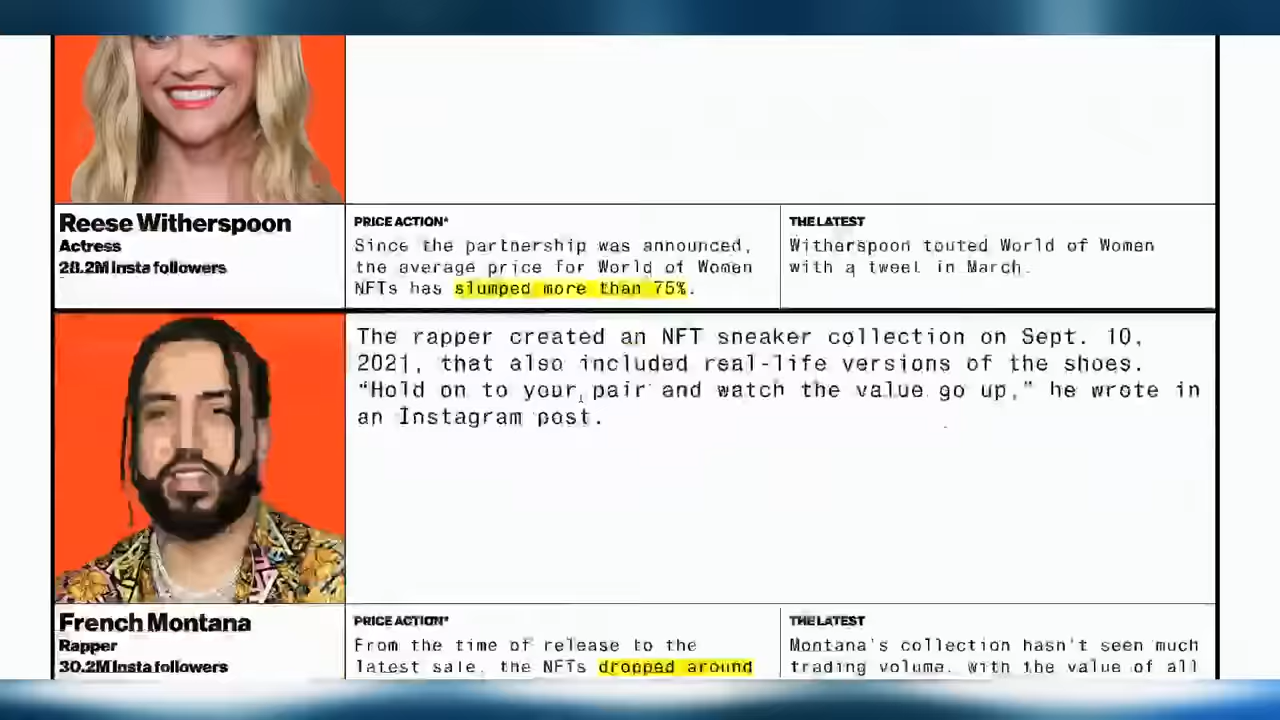 Reese Witherspoon
Actress
28.2M Insta followers
PRICE ACTION*
Since the partnership was announced,
the average price for World of Women
NFTs has slumped more than 75%.
THE LATEST
Witherspoon touted World of Women
with a tweet in March.
The rapper created an NFT sneaker collection on Sept. 10,
2021, that also included real-life versions of the shoes.
“Hold on to your pair and watch the value go up,” he wrote in
an Instagram post.
French Montana
Rapper
30.2M Insta followers
PRICE ACTION*
From the time of release to the
latest sale, the NFTs dropped around
THE LATEST
Montana's collection hasn't seen much
trading volume, with the value of all